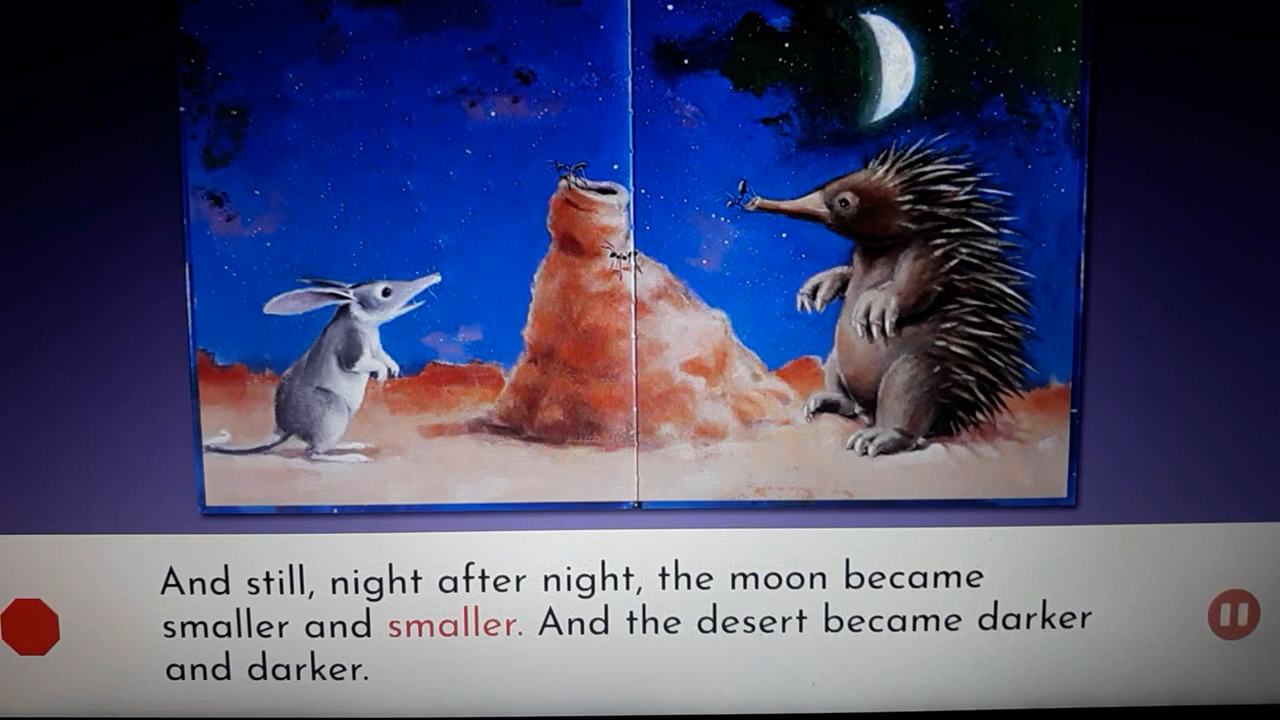 And still, night after night, the moon became
smaller and smaller. And the desert became darker
and darker.